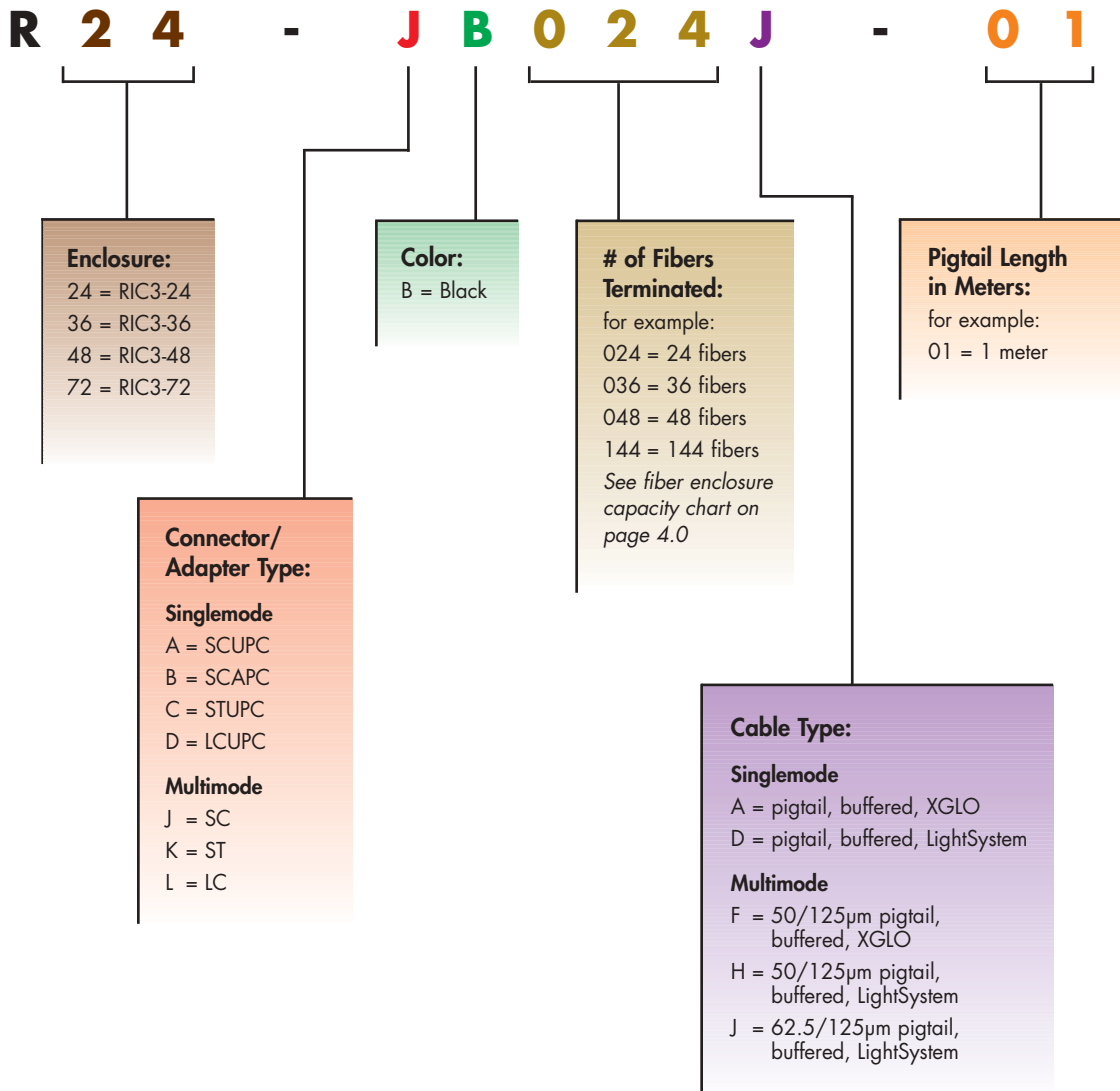 R 2 4 - J B 0 2 4 J - 0 1
Enclosure:
24 = RIC3-24
36 = RIC3-36
48 = RIC3-48
72 = RIC3-72
Color:
B = Black
# of Fibers
Terminated:
for example:
024 = 24 fibers
036 = 36 fibers
048 = 48 fibers
144 = 144 fibers
See fiber enclosure
capacity chart on
page 4.0
Pigtail Length
in Meters:
for example:
01 = 1 meter
Connector/
Adapter Type:
Singlemode
A = SCUPC
B = SCAPC
C = STUPC
D = LCUPC
Multimode
J = SC
K = ST
L = LC
Cable Type:
Singlemode
A = pigtail, buffered, XGLO
D = pigtail, buffered, LightSystem
Multimode
F = 50/125µm pigtail,
buffered, XGLO
H = 50/125µm pigtail,
buffered, LightSystem
J = 62.5/125µm pigtail,
buffered, LightSystem